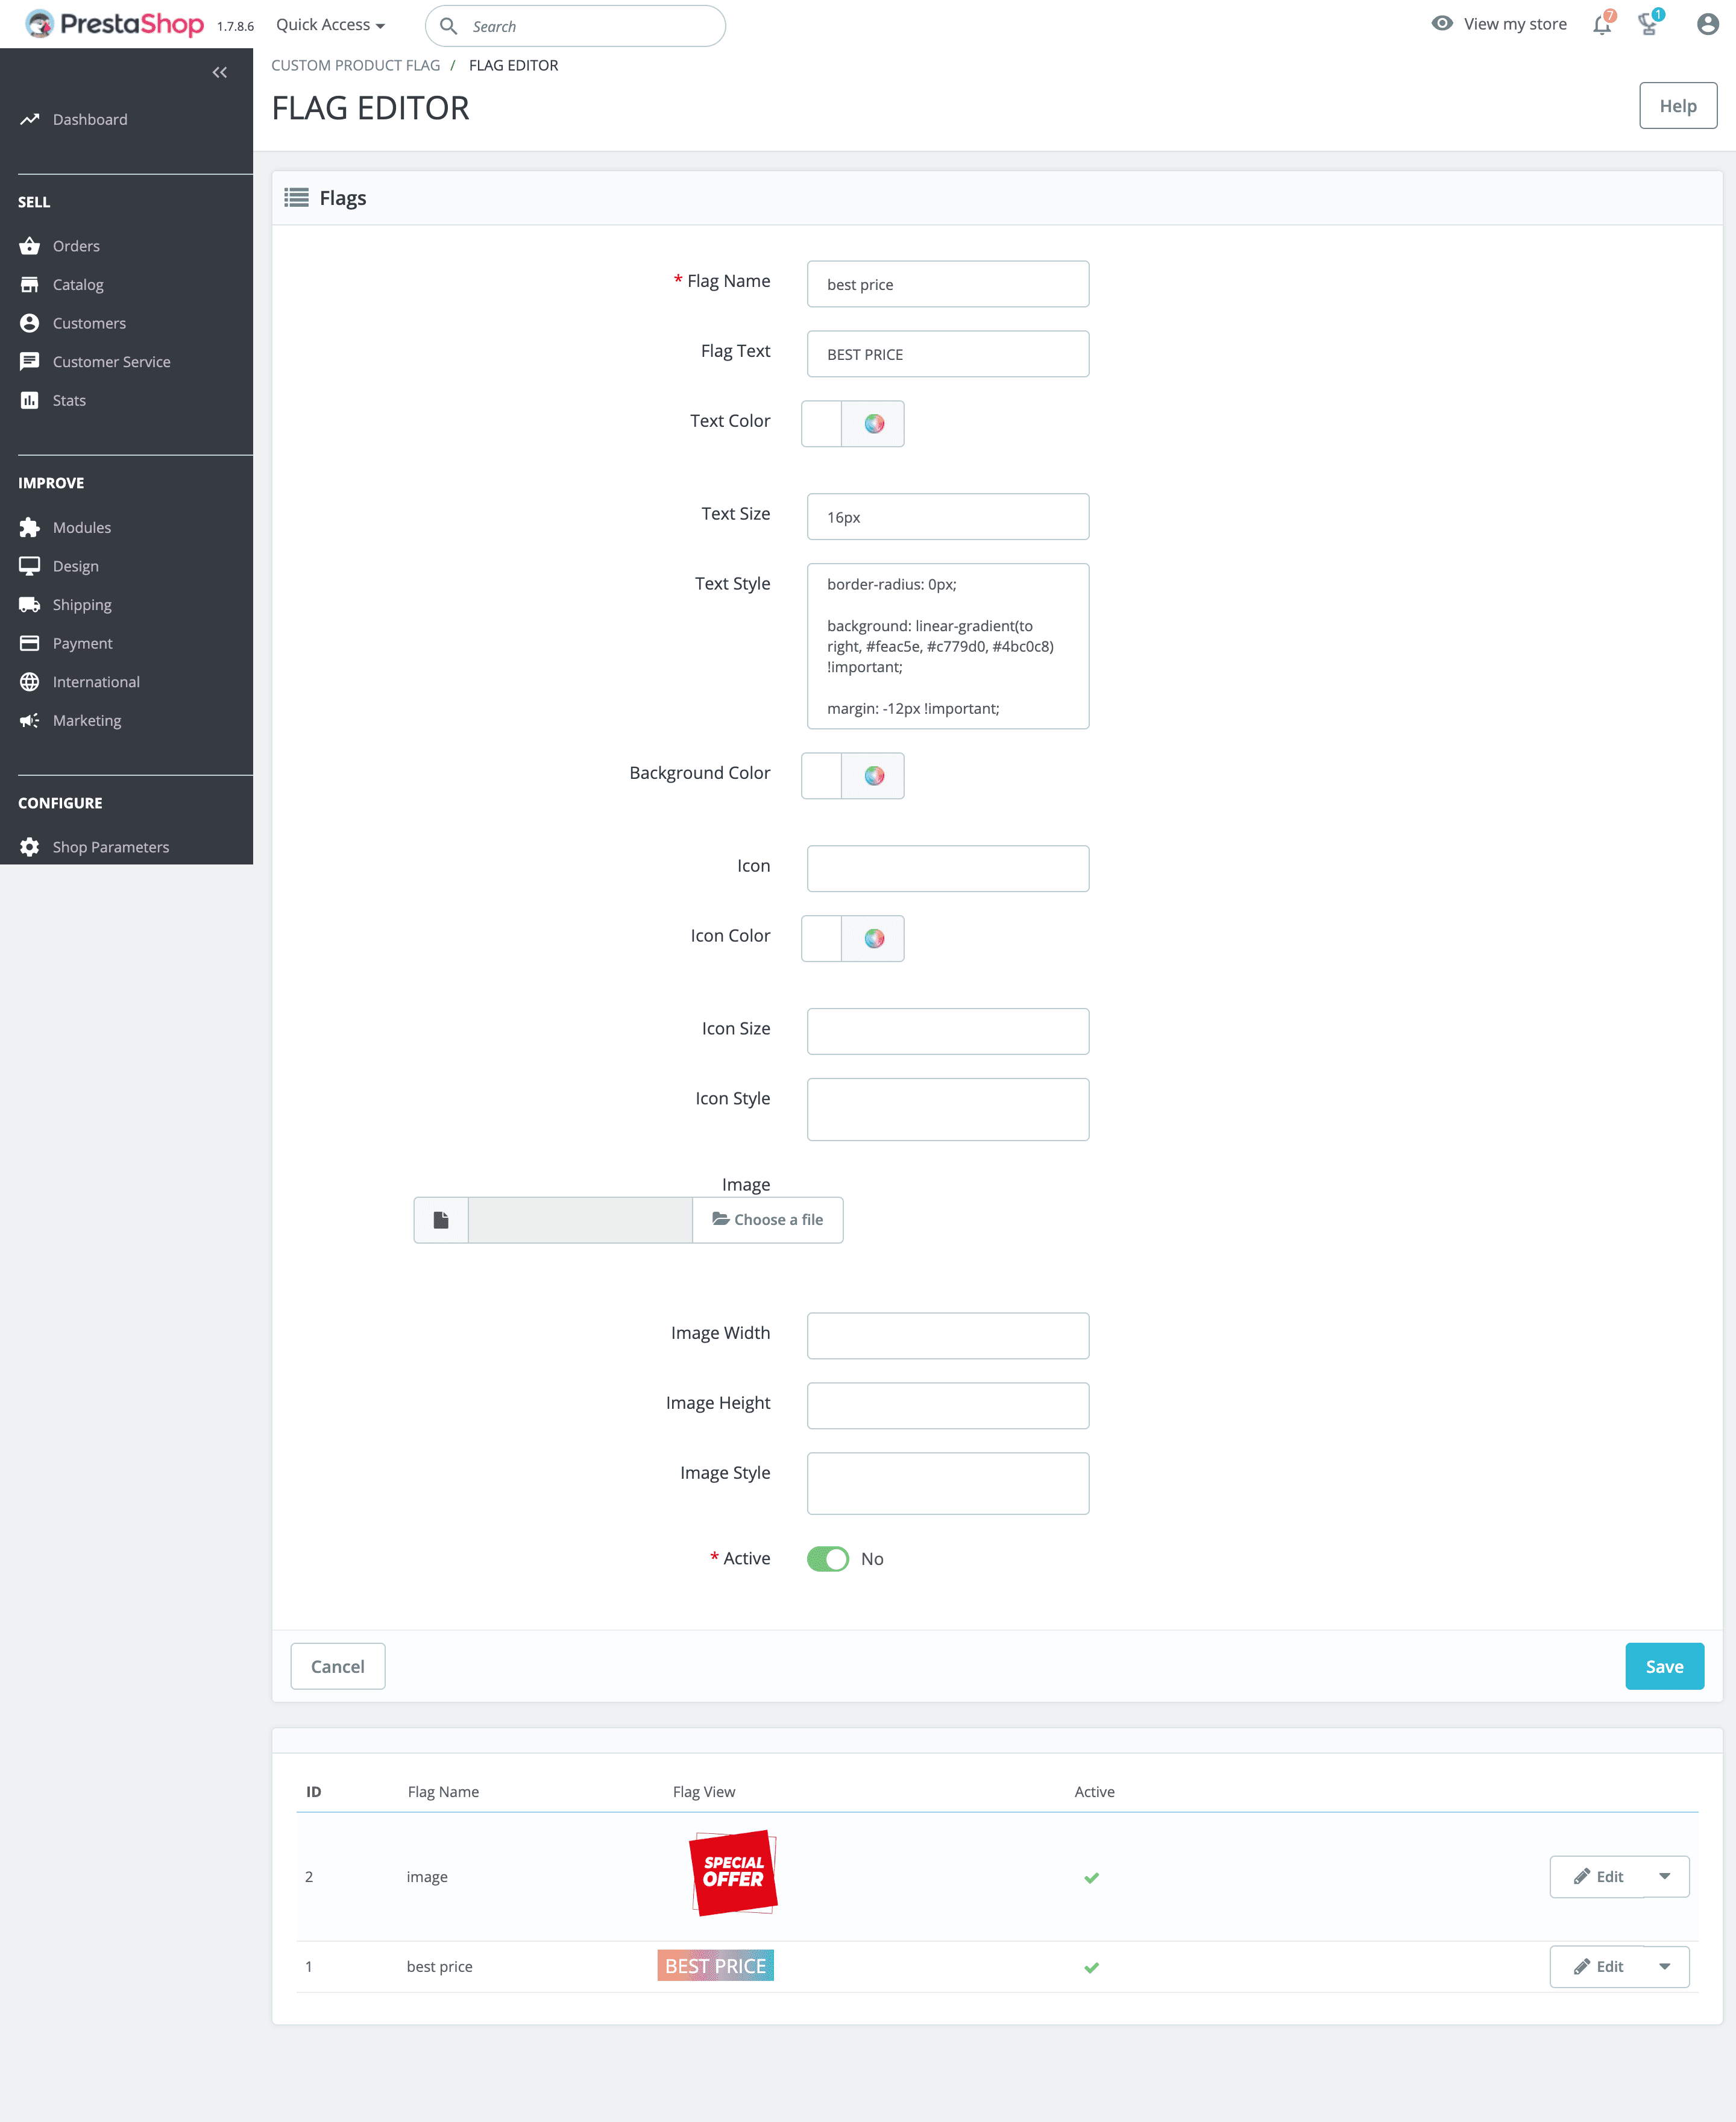 PrestaShop 1.7.8.6 Quick Access Search View my store 7 1
CUSTOM PRODUCT FLAG / FLAG EDITOR
FLAG EDITOR
Help
Dashboard
SELL
Orders
Catalog
Customers
Customer Service
Stats
IMPROVE
Modules
Design
Shipping
Payment
International
Marketing
CONFIGURE
Shop Parameters
Flags
* Flag Name best price
Flag Text BEST PRICE
Text Color
Text Size 16px
Text Style border-radius: 0px;
background: linear-gradient(to
right, #feac5e, #c779d0, #4bc0c8)
!important;
margin: -12px !important;
Background Color
Icon
Icon Color
Icon Size
Icon Style
Image
Choose a file
Image Width
Image Height
Image Style
* Active No
Cancel Save
ID Flag Name Flag View Active
SPECIAL
2 image OFFER Edit
1 best price BEST PRICE Edit